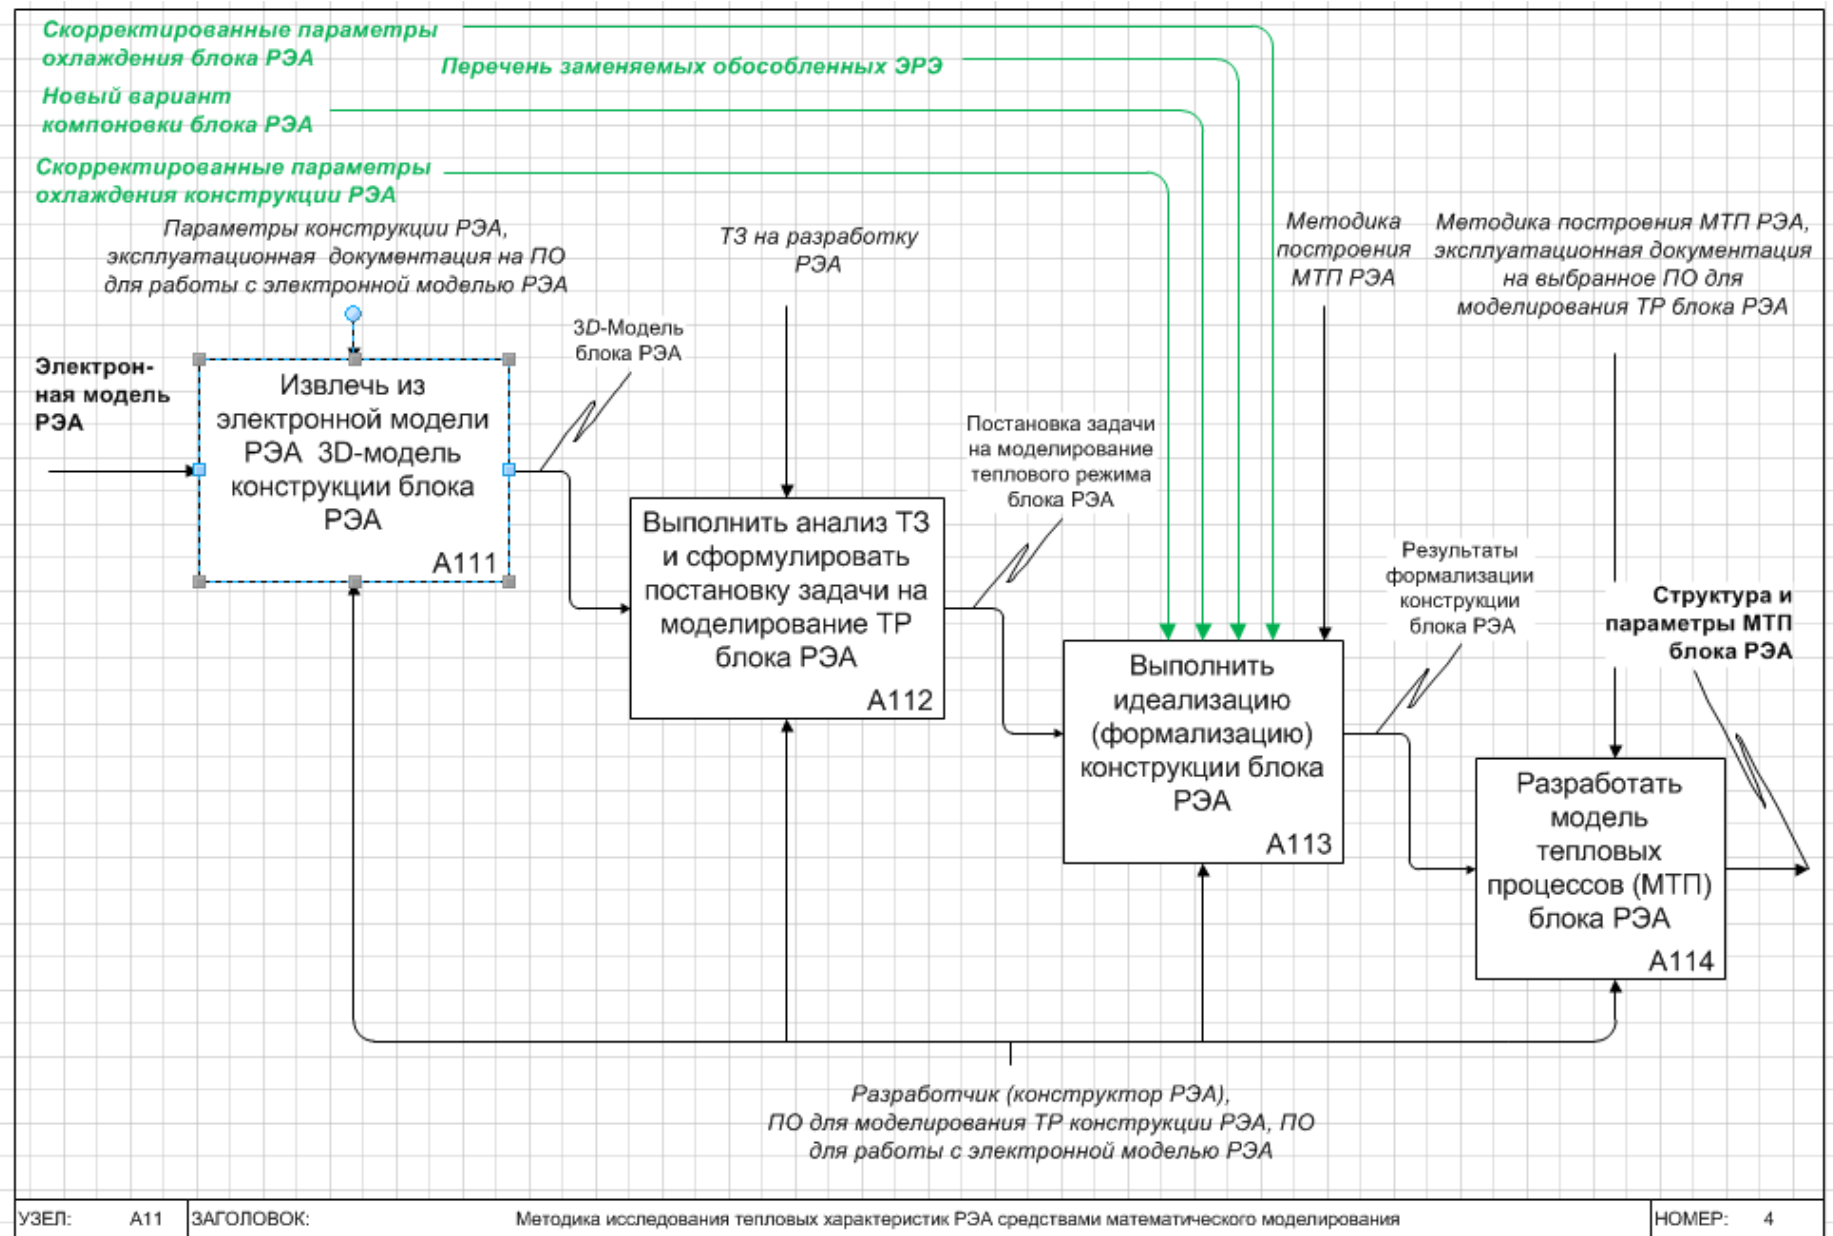 Скорректированные параметры
охлаждения блока РЭА
Перечень заменяемых обособленных ЭРЭ
Новый вариант
компоновки блока РЭА
Скорректированные параметры
охлаждения конструкции РЭА
Параметры конструкции РЭА,
эксплуатационная документация на ПО
для работы с электронной моделью РЭА
ТЗ на разработку
РЭА
Методика
построения
МТП РЭА
Методика построения МТП РЭА,
эксплуатационная документация
на выбранное ПО для
моделирования ТР блока РЭА
Электрон-
ная модель
РЭА
Извлечь из
электронной модели
РЭА 3D-модель
конструкции блока
РЭА
А111
3D-Модель
блока РЭА
Выполнить анализ ТЗ
и сформулировать
постановку задачи на
моделирование ТР
блока РЭА
А112
Постановка задачи
на моделирование
теплового режима
блока РЭА
Выполнить
идеализацию
(формализацию)
конструкции блока
РЭА
А113
Результаты
формализации
конструкции
блока РЭА
Структура и
параметры МТП
блока РЭА
Разработать
модель
тепловых
процессов (МТП)
блока РЭА
А114
Разработчик (конструктор РЭА),
ПО для моделирования ТР конструкции РЭА, ПО
для работы с электронной моделью РЭА
УЗЕЛ: А11 ЗАГОЛОВОК: Методика исследования тепловых характеристик РЭА средствами математического моделирования НОМЕР: 4